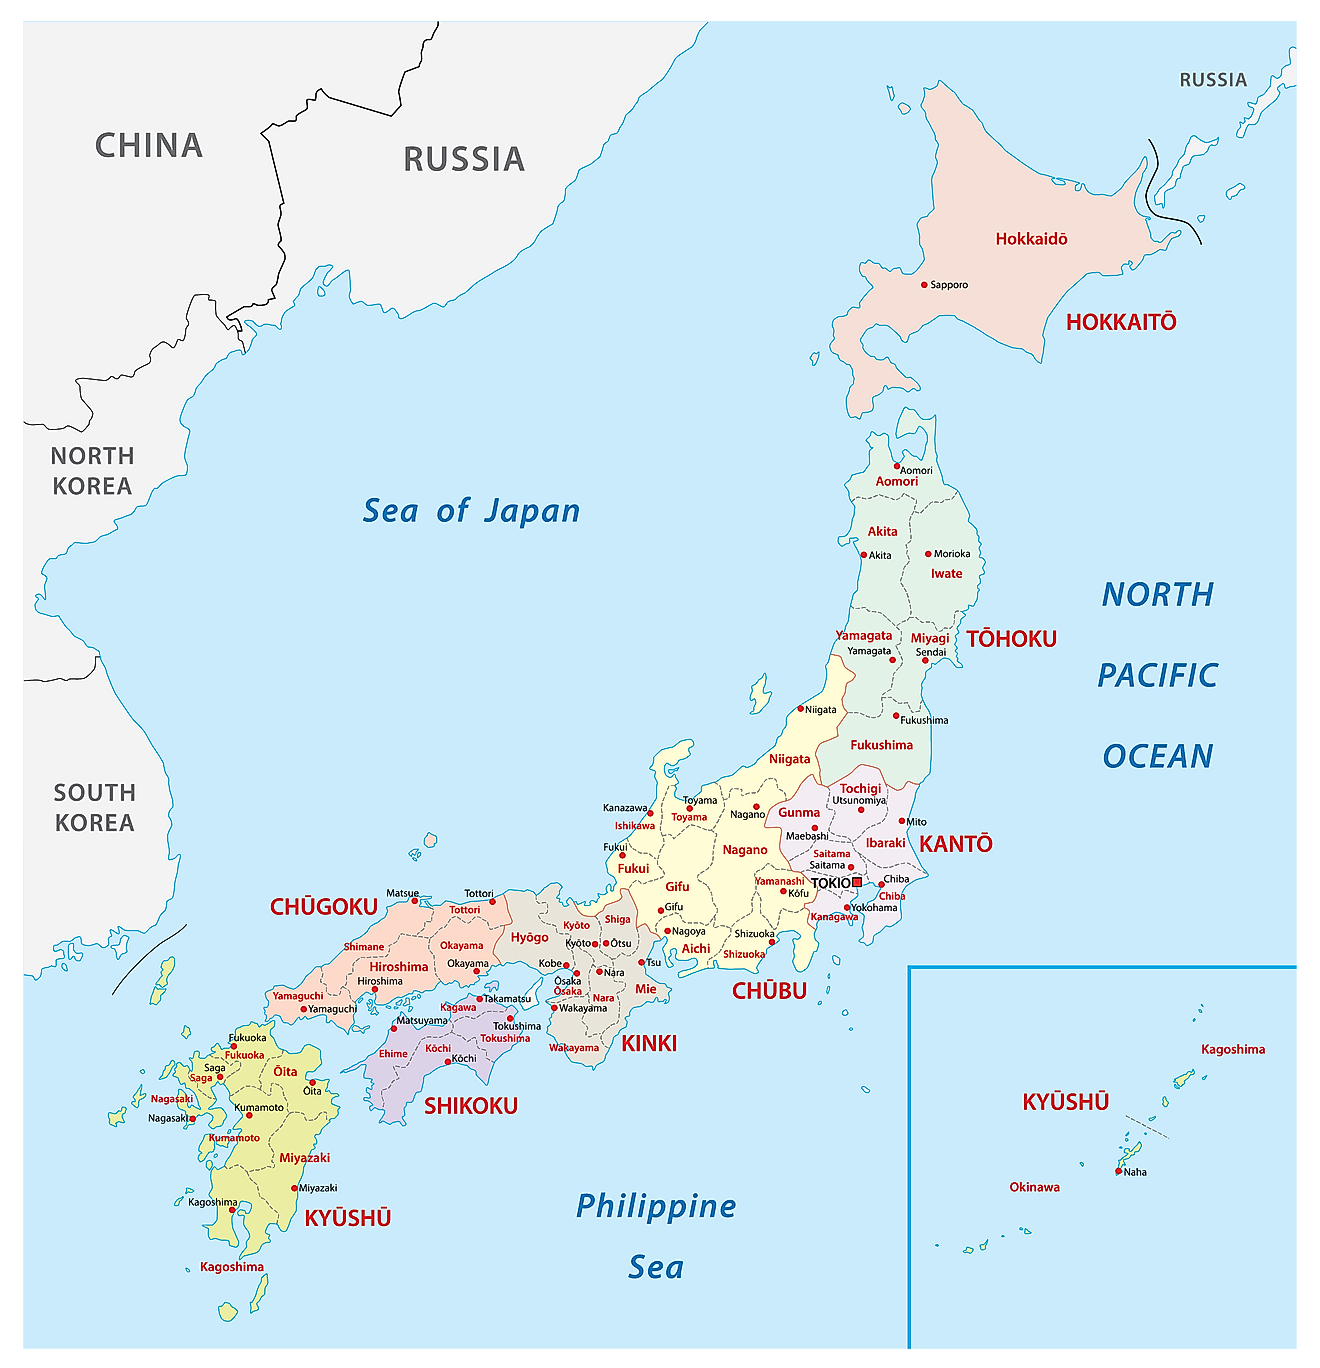 RUSSIA
CHINA
RUSSIA
Hokkaidō
Sapporo
HOKKAITŌ
NORTH
KOREA
Sea of Japan
Aomori
Aomori
Akita
Akita
Morioka
Iwate
NORTH
PACIFIC
OCEAN
Yamagata
Yamagata
Miyagi
Sendai
TŌHOKU
Niigata
Niigata
Fukushima
Fukushima
SOUTH
KOREA
Kanazawa
Ishikawa
Toyama
Toyama
Nagano
Nagano
Gunma
Maebashi
Tochigi
Utsunomiya
Mito
Ibaraki
KANTŌ
Fukui
Fukui
Saitama
Saitama
TOKIO
Chiba
Chiba
Yamanashi
Kōfu
Kanagawa
Yokohama
Gifu
Gifu
Nagoya
Aichi
Shizuoka
Shizuoka
CHŪBU
CHŪGOKU
Matsue
Tottori
Tottori
Shimane
Okayama
Okayama
Hiroshima
Hiroshima
Yamaguchi
Yamaguchi
Hyōgo
Kobe
Kyōto
Kyōto
Shiga
Ōtsu
Tsu
Mie
Nara
Nara
Ōsaka
Ōsaka
Wakayama
Wakayama
KINKI
Takamatsu
Kagawa
Tokushima
Tokushima
Matsuyama
Ehime
Kōchi
Kōchi
SHIKOKU
Fukuoka
Fukuoka
Saga
Saga
Ōita
Ōita
Nagasaki
Nagasaki
Kumamoto
Kumamoto
Miyazaki
Miyazaki
Kagoshima
KYŪSHŪ
Kagoshima
Philippine
Sea
Kagoshima
KYŪSHŪ
Naha
Okinawa